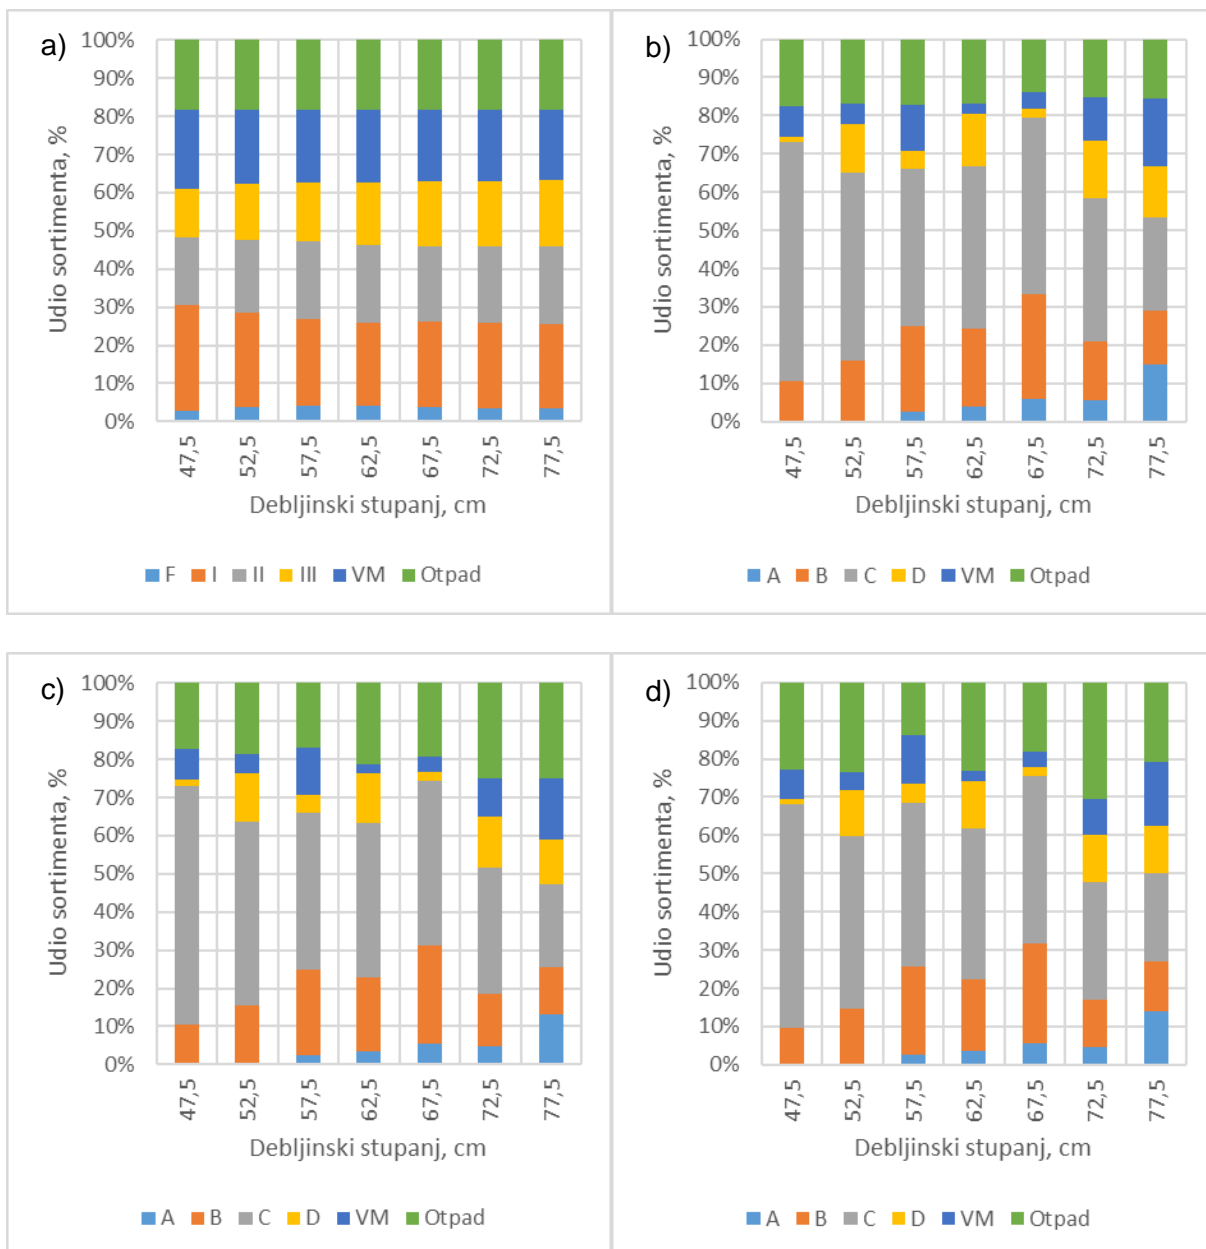 a)
100%
90%
80%
70%
60%
50%
40%
30%
20%
10%
0%
Udio sortimenta, %
47,5 52,5 57,5 62,5 67,5 72,5 77,5
Debljinski stupanj, cm
F I II III VM Otpad
b)
100%
90%
80%
70%
60%
50%
40%
30%
20%
10%
0%
Udio sortimenta, %
47,5 52,5 57,5 62,5 67,5 72,5 77,5
Debljinski stupanj, cm
A B C D VM Otpad
c)
100%
90%
80%
70%
60%
50%
40%
30%
20%
10%
0%
Udio sortimenta, %
47,5 52,5 57,5 62,5 67,5 72,5 77,5
Debljinski stupanj, cm
A B C D VM Otpad
d)
100%
90%
80%
70%
60%
50%
40%
30%
20%
10%
0%
Udio sortimenta, %
47,5 52,5 57,5 62,5 67,5 72,5 77,5
Debljinski stupanj, cm
A B C D VM Otpad